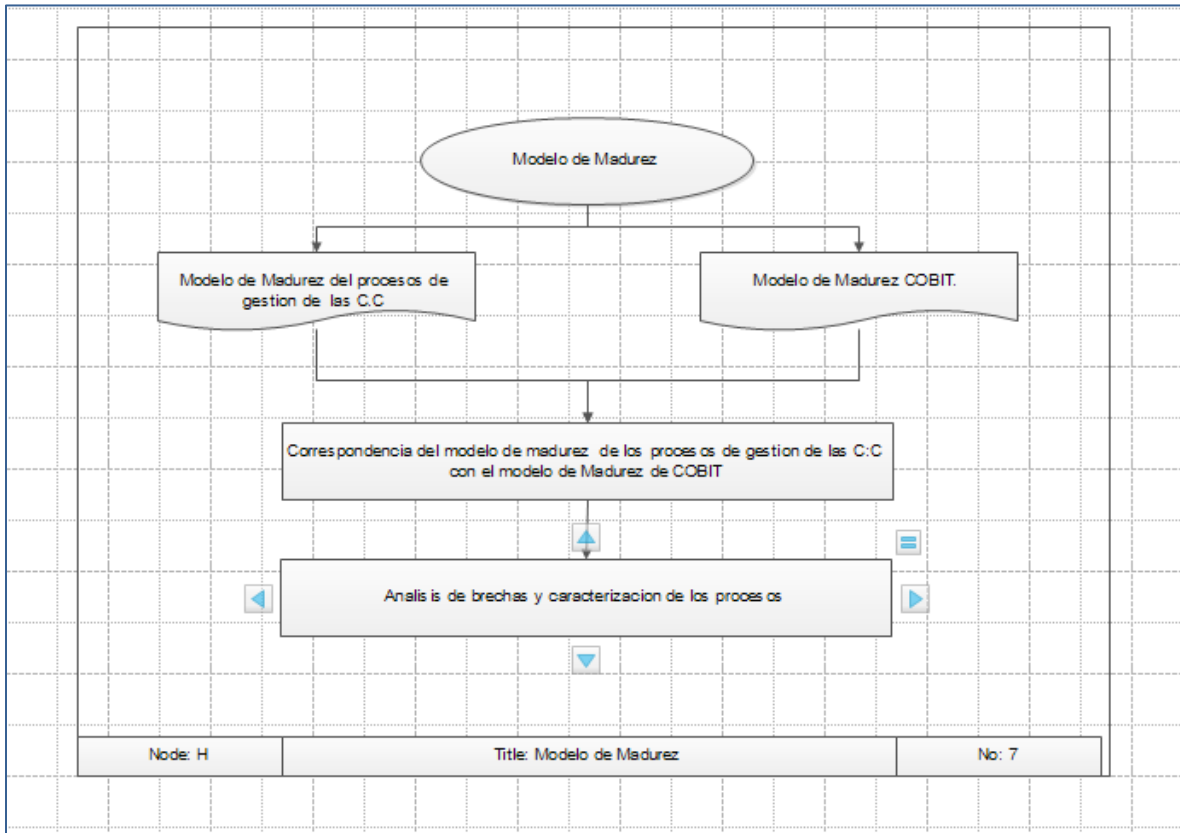 Modelo de Madurez
Modelo de Madurez del procesos de
gestion de las C.C
Modelo de Madurez COBIT.
Correspondencia del modelo de madurez de los procesos de gestion de las C:C
con el modelo de Madurez de COBIT
Analisis de brechas y caracterizacion de los procesos
Node: H
Title: Modelo de Madurez
No: 7